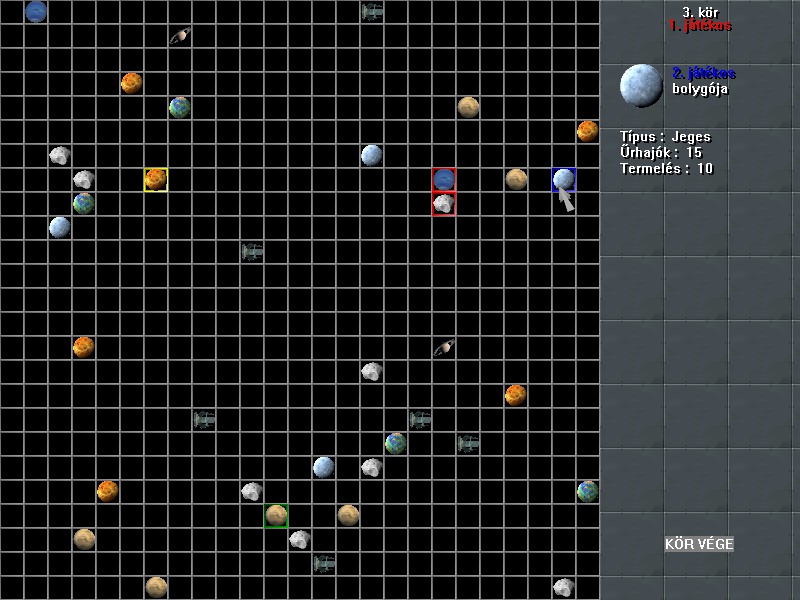 3. kör
1. játékos
2. játékos
bolygója
Típus : Jeges
Űrhajók : 15
Termelés : 10
KÖR VÉGE